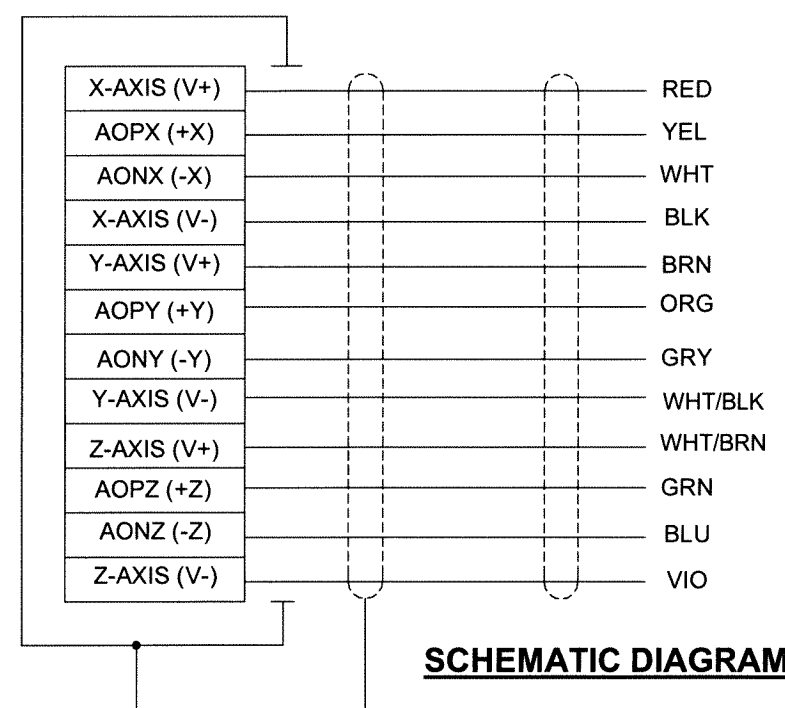 X-AXIS (V+) RED
AOPX (+X) YEL
AONX (-X) WHT
X-AXIS (V-) BLK
Y-AXIS (V+) BRN
AOPY (+Y) ORG
AONY (-Y) GRY
Y-AXIS (V-) WHT/BLK
Z-AXIS (V+) WHT/BRN
AOPZ (+Z) GRN
AONZ (-Z) BLU
Z-AXIS (V-) VIO
SCHEMATIC DIAGRAM